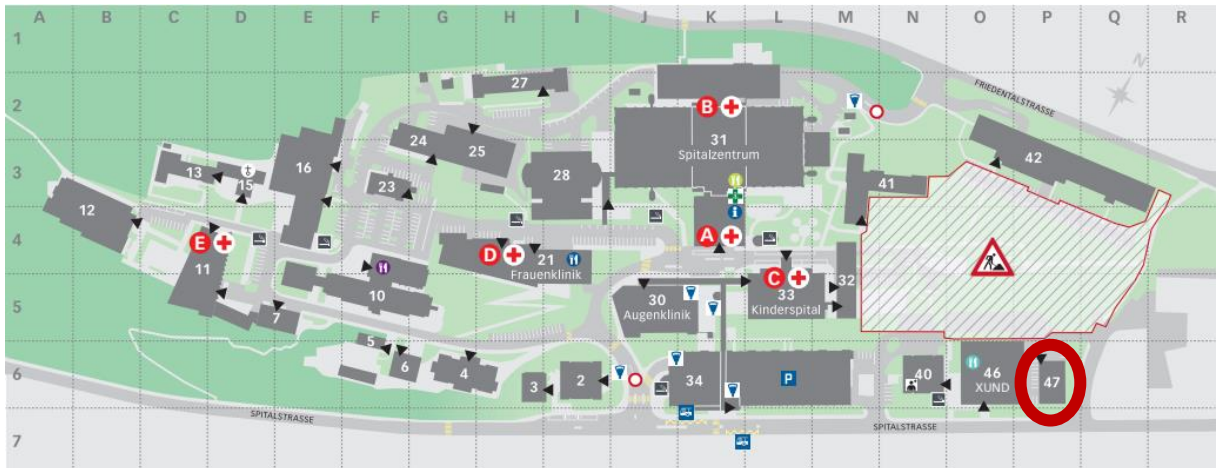 A B C D E F G H I J K L M N O P Q R
1
2
3
4
5
6
7
FRIEDENTALSTRASSE
N
27
B
31
Spitalzentrum
24
25
16
42
13
15
28
41
23
12
i
A
E
D
21
Frauenklinik
11
C
33
Kinderspital
32
10
30
Augenklinik
7
5
6
4
3
2
34
P
40
46
XUND
47
SPITALSTRASSE
SPITALSTRASSE